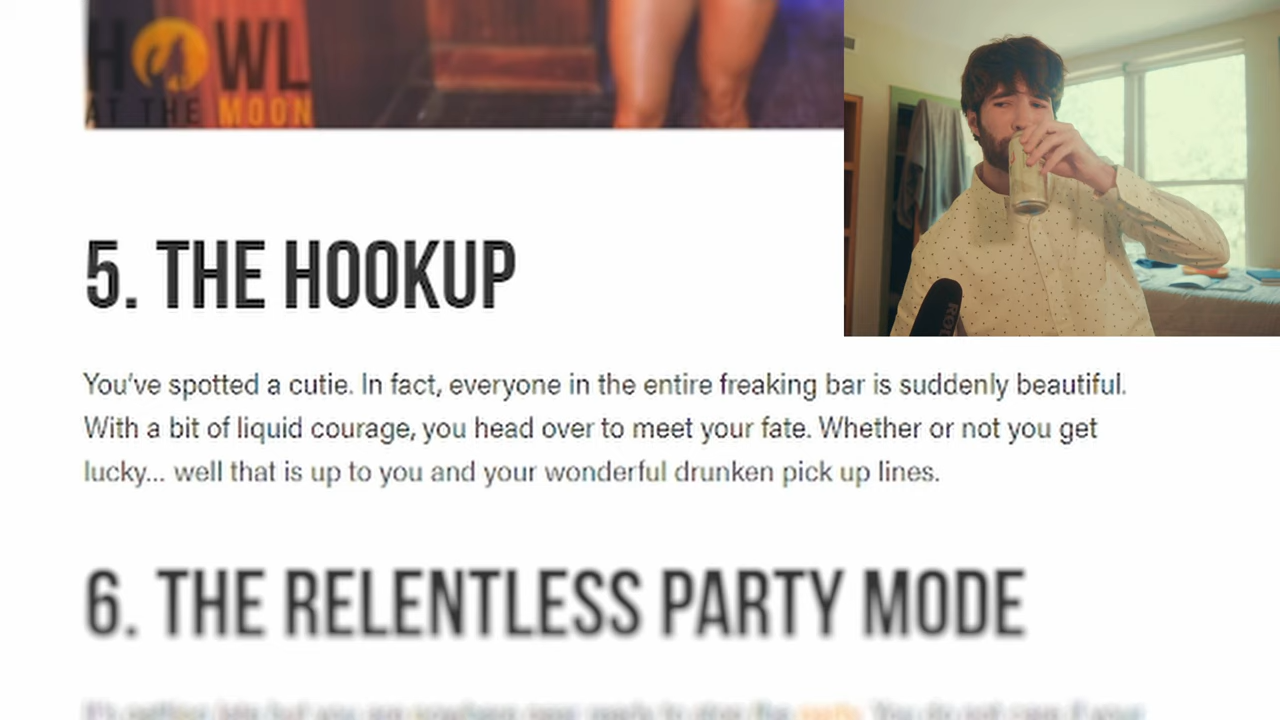 HOWL
AT THE MOON
5. THE HOOKUP
You've spotted a cutie. In fact, everyone in the entire freaking bar is suddenly beautiful.
With a bit of liquid courage, you head over to meet your fate. Whether or not you get
lucky... well that is up to you and your wonderful drunken pick up lines.
6. THE RELENTLESS PARTY MODE